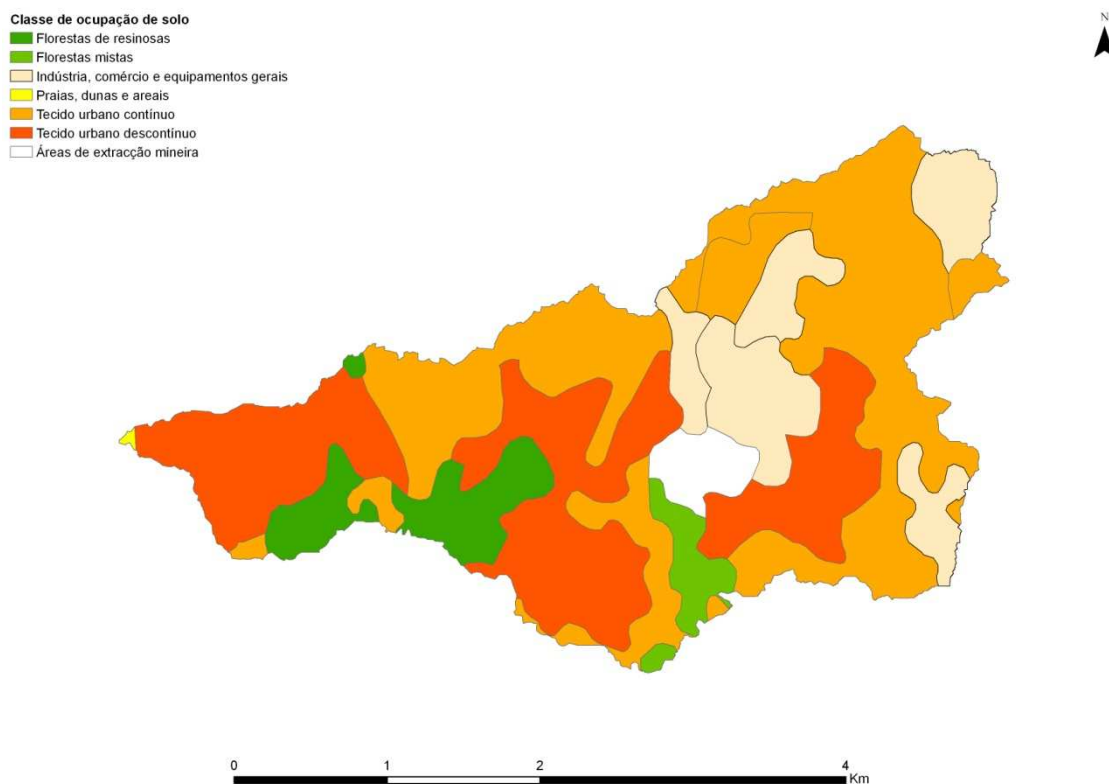 Classe de ocupação de solo
Florestas de resinosas
Florestas mistas
Indústria, comércio e equipamentos gerais
Praias, dunas e areais
Tecido urbano contínuo
Tecido urbano descontínuo
Áreas de extracção mineira
N
0 1 2 4
Km